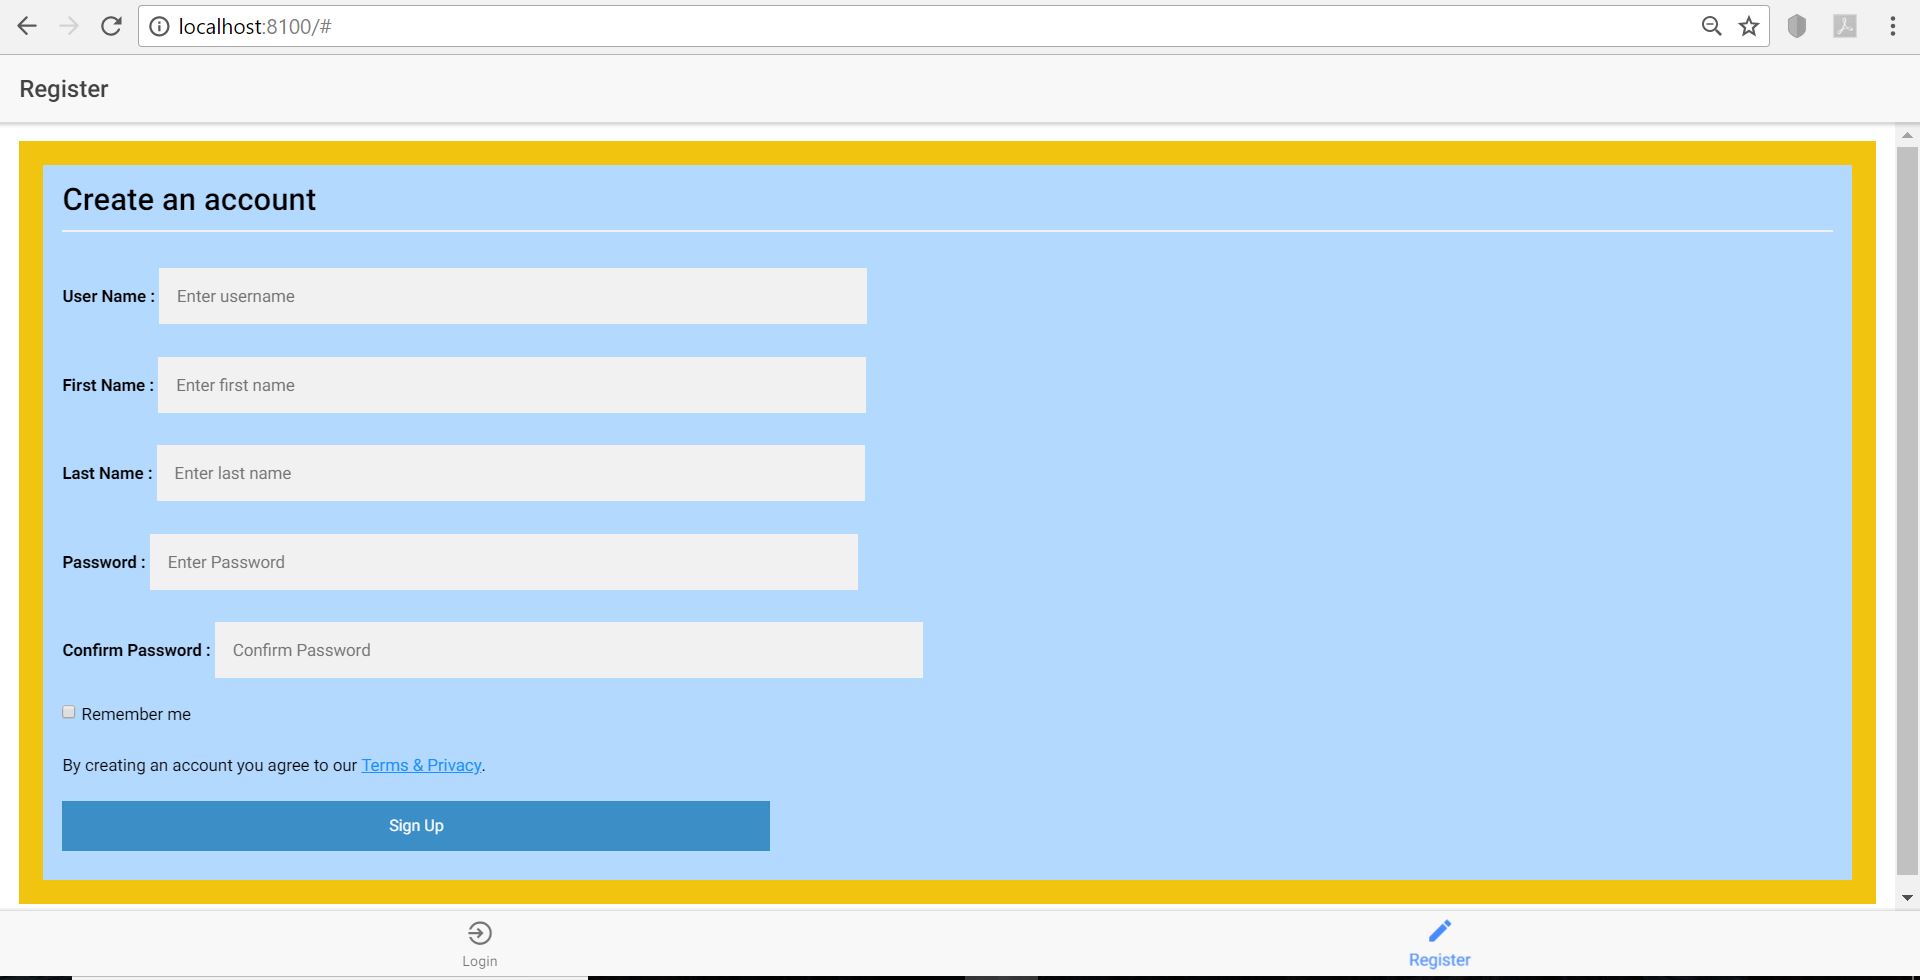 localhost:8100/#
Register
Create an account
User Name : Enter username
First Name : Enter first name
Last Name : Enter last name
Password : Enter Password
Confirm Password : Confirm Password
Remember me
By creating an account you agree to our Terms & Privacy.
Sign Up
Login
Register